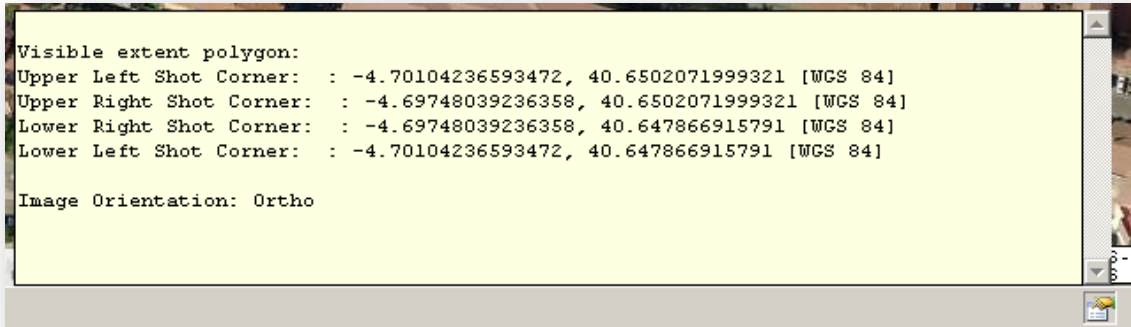 Visible extent polygon:
Upper Left Shot Corner:  : -4.70104236593472, 40.6502071999321 [WGS 84]
Upper Right Shot Corner:  : -4.69748039236358, 40.6502071999321 [WGS 84]
Lower Right Shot Corner:  : -4.69748039236358, 40.647866915791 [WGS 84]
Lower Left Shot Corner:  : -4.70104236593472, 40.647866915791 [WGS 84]
Image Orientation: Ortho